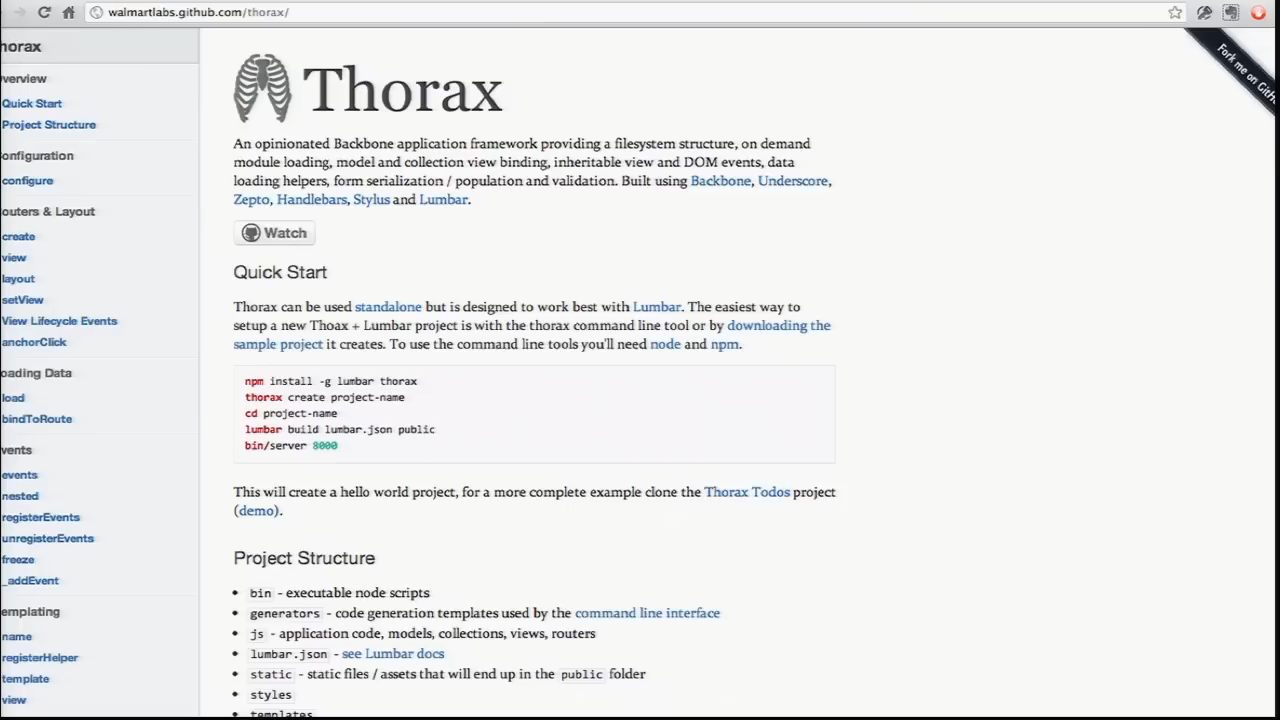 walmartlabs.github.com/thorax/
horax
Overview
Quick Start
Project Structure
onfiguration
configure
outers & Layout
create
view
layout
setView
View Lifecycle Events
anchorClick
oading Data
load
bindToRoute
vents
events
nested
registerEvents
unregisterEvents
freeze
_addEvent
emplating
name
registerHelper
template
view
Fork me on GitH
Thorax
An opinionated Backbone application framework providing a filesystem structure, on demand
module loading, model and collection view binding, inheritable view and DOM events, data
loading helpers, form serialization / population and validation. Built using Backbone, Underscore,
Zepto, Handlebars, Stylus and Lumbar.
Watch
Quick Start
Thorax can be used standalone but is designed to work best with Lumbar. The easiest way to
setup a new Thoax + Lumbar project is with the thorax command line tool or by downloading the
sample project it creates. To use the command line tools you'll need node and npm.
npm install -g lumbar thorax
thorax create project-name
cd project-name
lumbar build lumbar.json public
bin/server 8000
This will create a hello world project, for a more complete example clone the Thorax Todos project
(demo).
Project Structure
• bin - executable node scripts
• generators - code generation templates used by the command line interface
• js - application code, models, collections, views, routers
• lumbar.json - see Lumbar docs
• static - static files / assets that will end up in the public folder
• styles
• templates